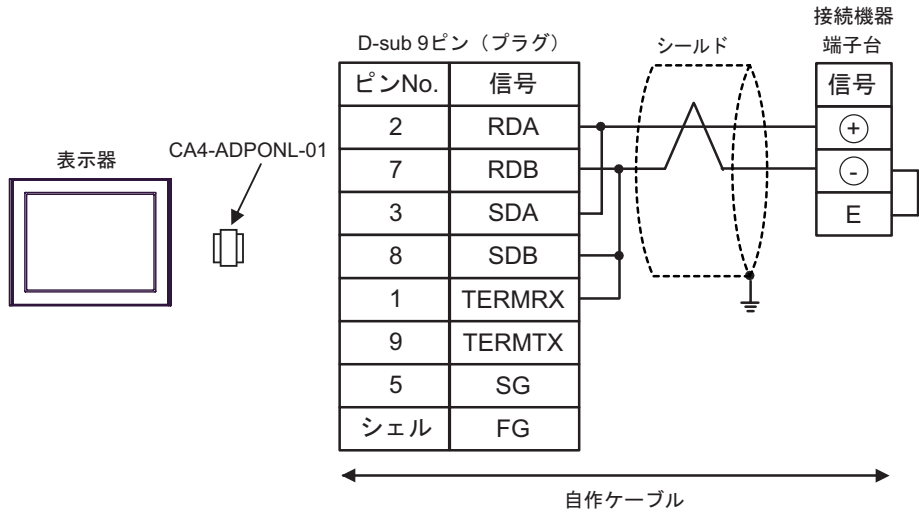 接続機器
D-sub 9ピン（プラグ） シールド 端子台
ピンNo. 信号 信号
2 RDA +
表示器 CA4-ADPONL-01
7 RDB -
3 SDA E
8 SDB
1 TERMRX
9 TERMTX
5 SG
シェル FG
自作ケーブル